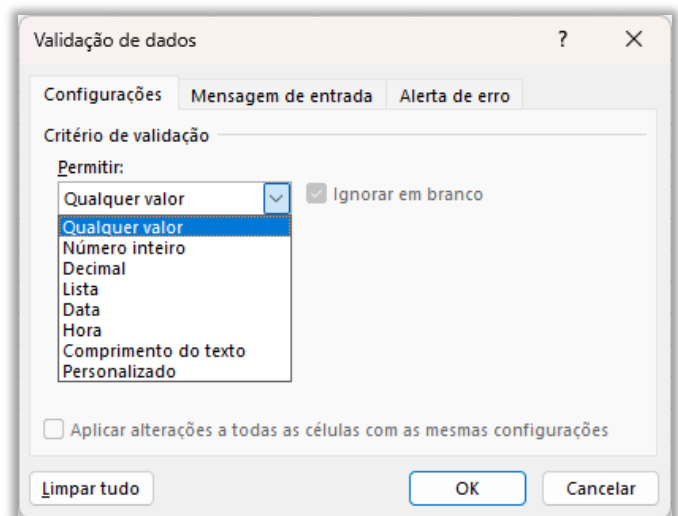 Validação de dados ?
Configurações Mensagem de entrada Alerta de erro
Critério de validação
Permitir:
Qualquer valor Ignorar em branco
Qualquer valor
Número inteiro
Decimal
Lista
Data
Hora
Comprimento do texto
Personalizado
Aplicar alterações a todas as células com as mesmas configurações
Limpar tudo OK Cancelar